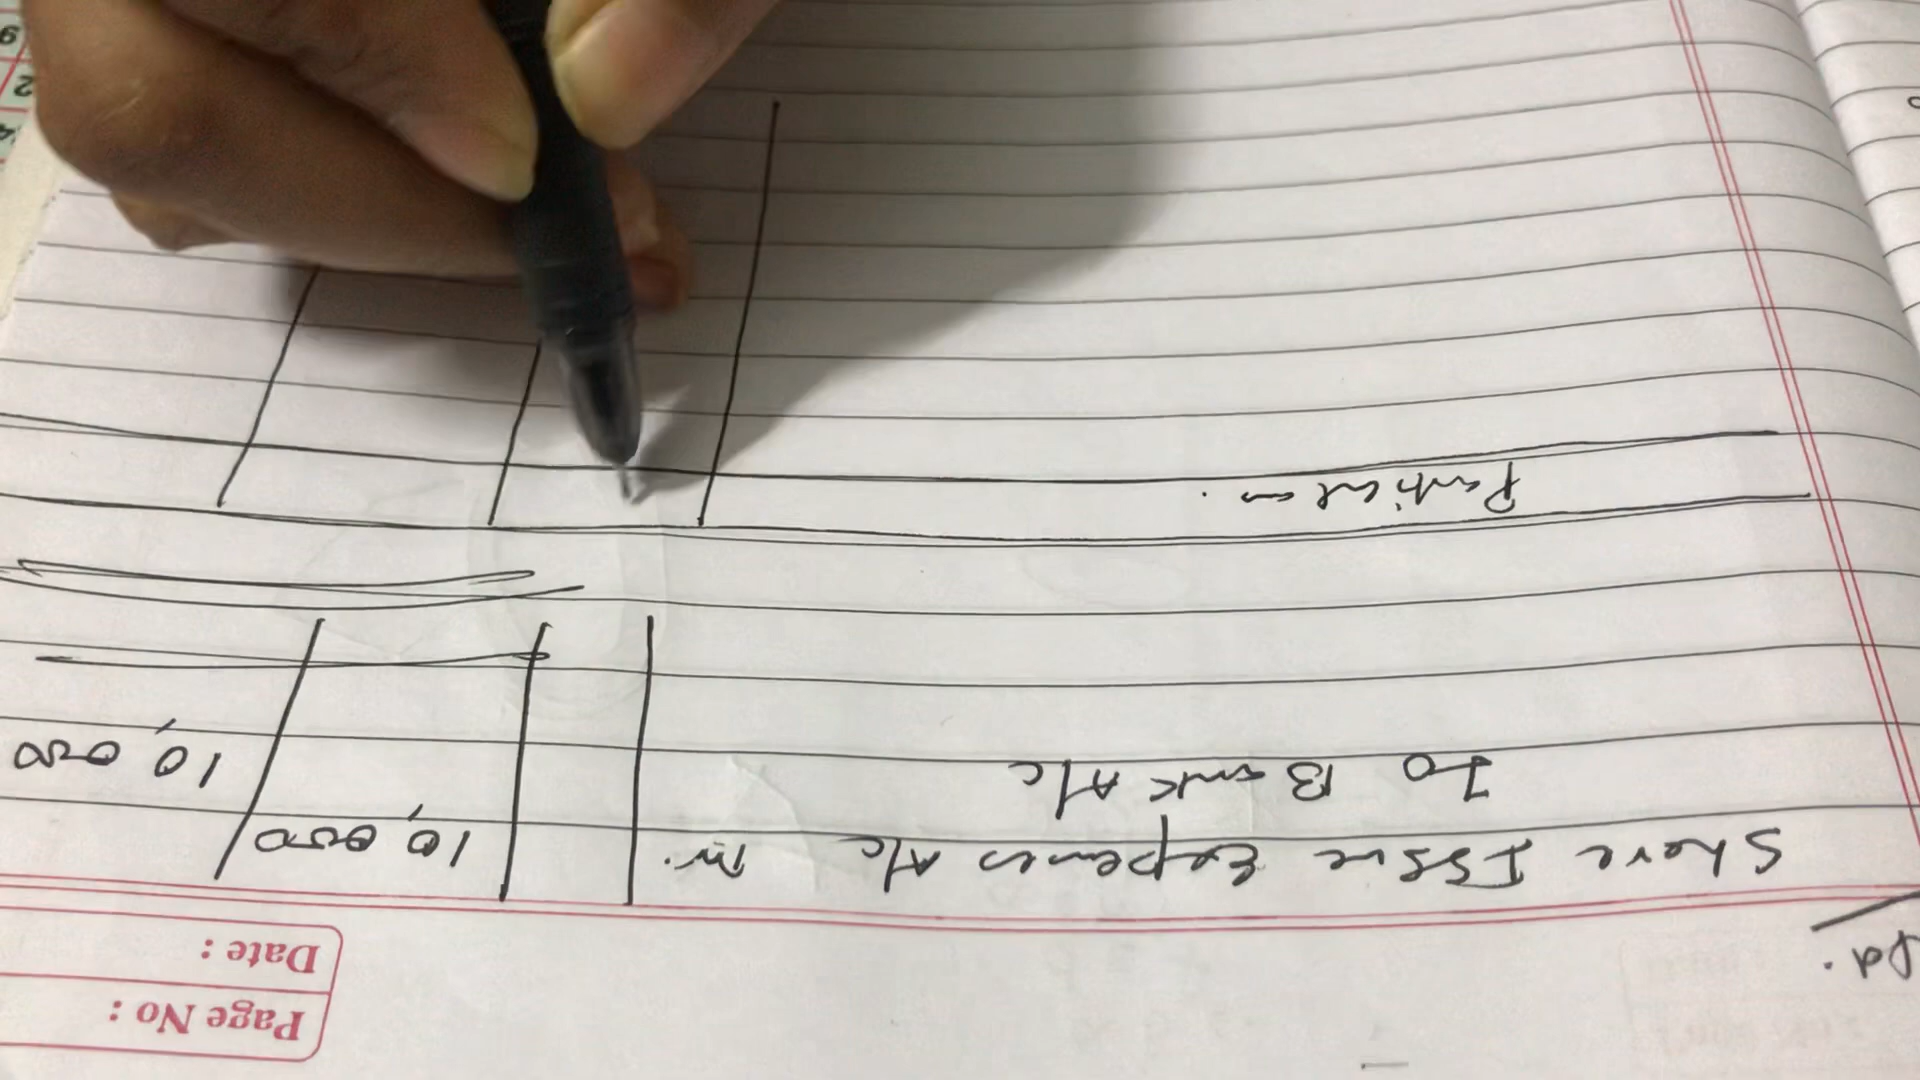 Page No :
Date :
Share Issue Expenses A/c Dr. 10,000
To Bank A/c 10,000
Particulars.